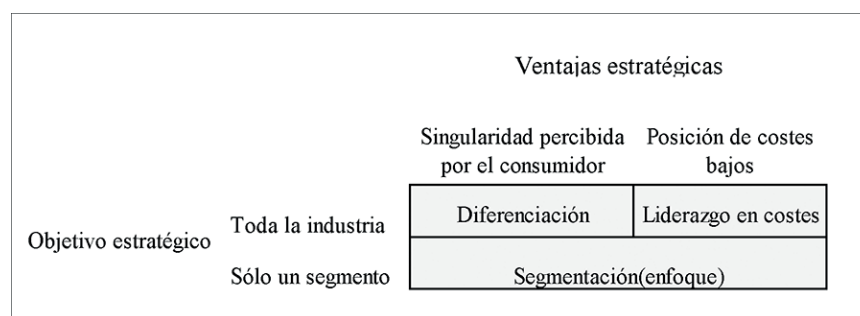 Ventajas estratégicas
Singularidad percibida
por el consumidor
Posición de costes
bajos
Objetivo estratégico
Toda la industria
Diferenciación
Liderazgo en costes
Sólo un segmento
Segmentación(enfoque)